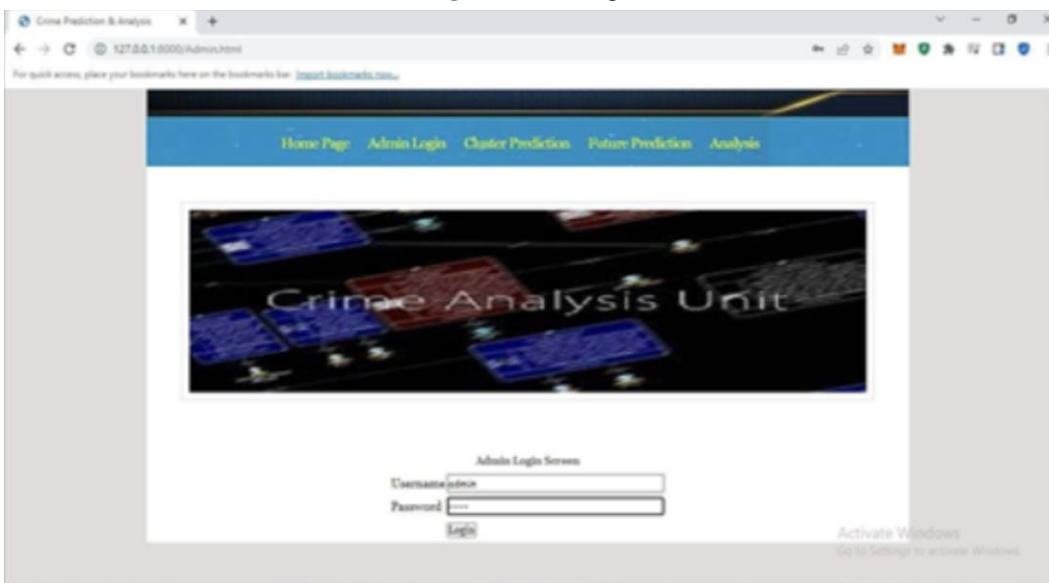 Crime Prediction & Analysis
127.0.0.1:8000/Admin.html
For quick access, place your bookmarks here on the bookmarks bar. Import bookmarks now...
Home Page Admin Login Cluster Prediction Future Prediction Analysis
Crime Analysis Unit
Admin Login Screen
Username admin
Password ····
Login
Activate Windows
Go to Settings to activate Windows.